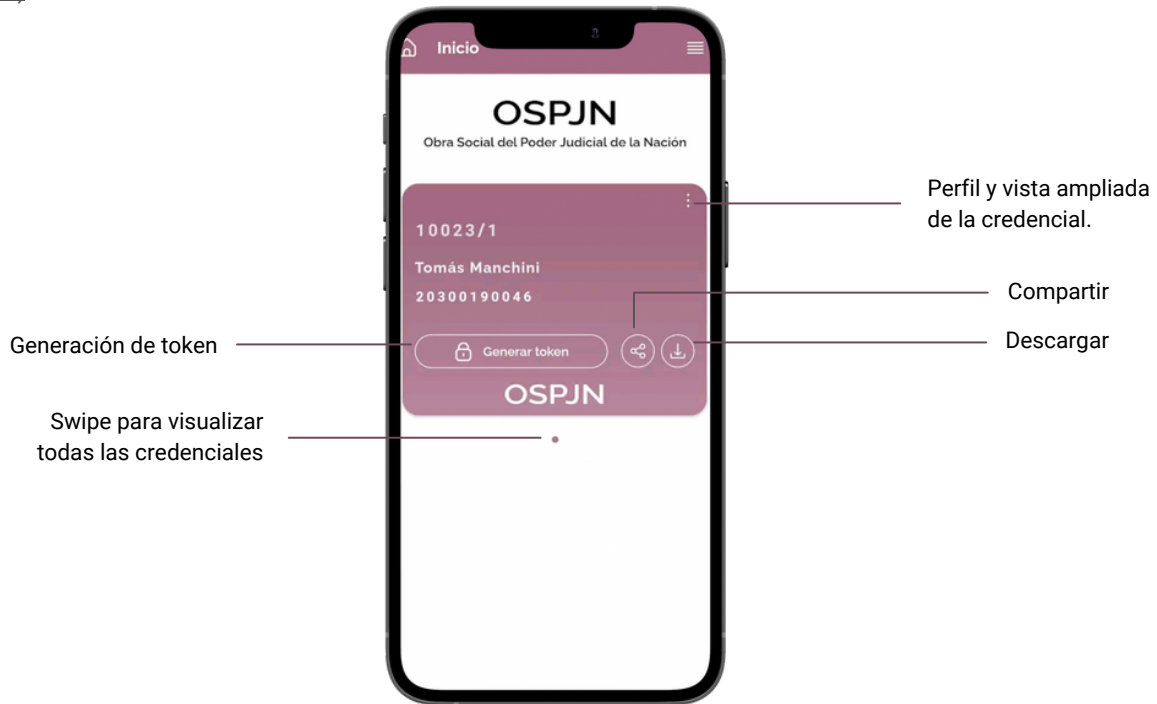 Inicio
OSPJN
Obra Social del Poder Judicial de la Nación
Perfil y vista ampliada
de la credencial.
10023/1
Tomás Manchini
20300190046
Compartir
Generación de token
Generar token
Descargar
OSPJN
Swipe para visualizar
todas las credenciales